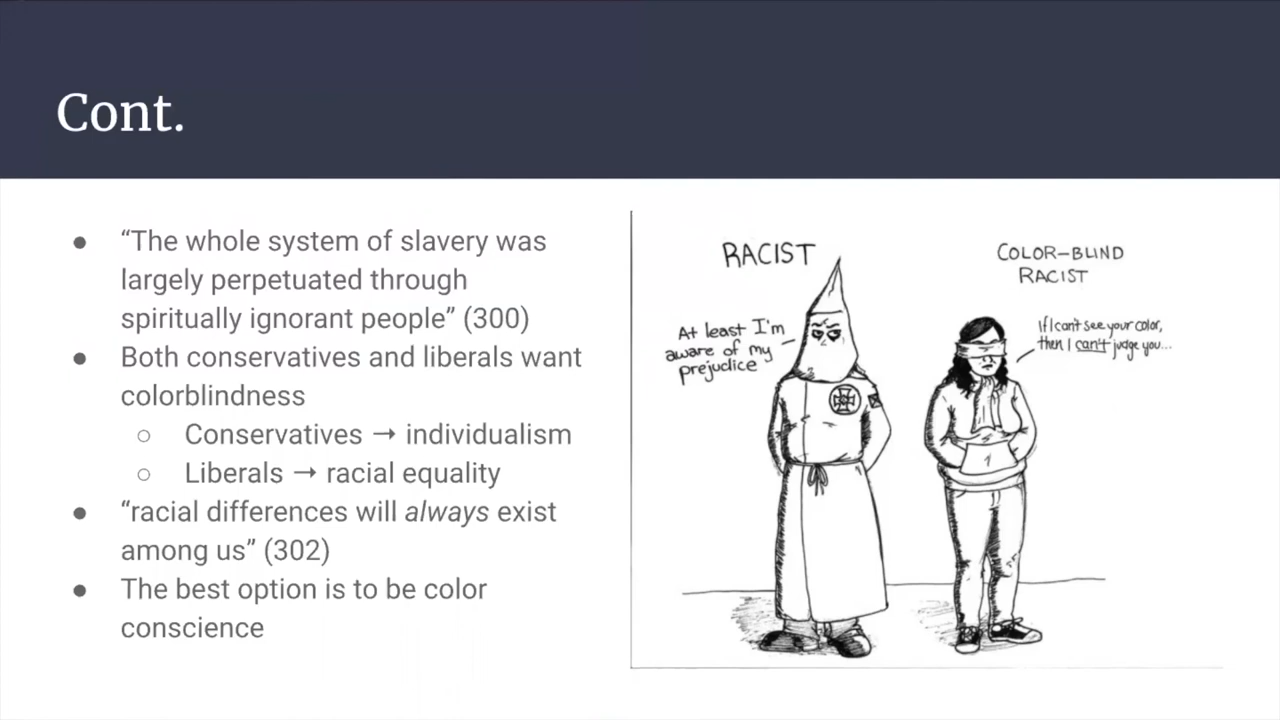 Cont.
● “The whole system of slavery was
largely perpetuated through
spiritually ignorant people” (300)
● Both conservatives and liberals want
colorblindness
○ Conservatives → individualism
○ Liberals → racial equality
● “racial differences will always exist
among us” (302)
● The best option is to be color
conscience
RACIST
At least I'm
aware of my
prejudice
COLOR-BLIND
RACIST
If I can't see your color,
then I can't judge you...